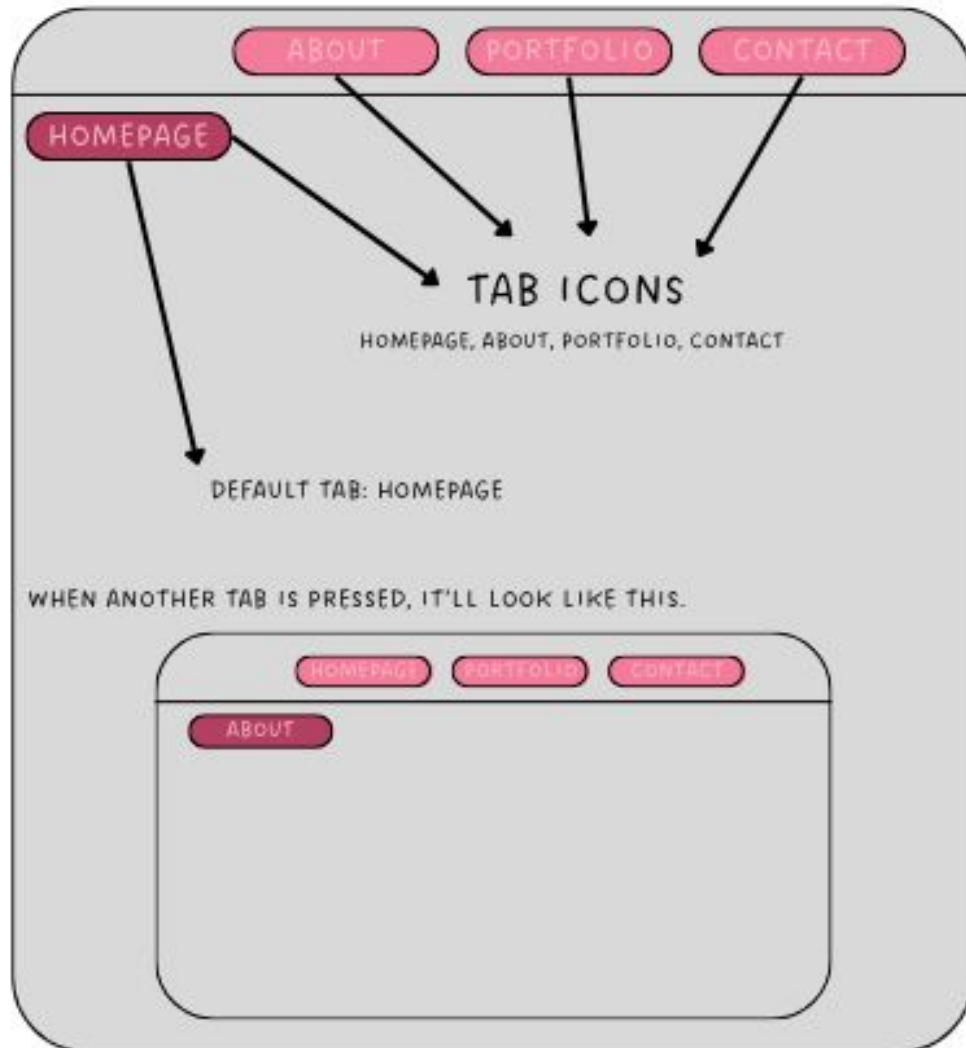 ABOUT PORTFOLIO CONTACT
HOMEPAGE
TAB ICONS
HOMEPAGE, ABOUT, PORTFOLIO, CONTACT
DEFAULT TAB: HOMEPAGE
WHEN ANOTHER TAB IS PRESSED, IT'LL LOOK LIKE THIS.
HOMEPAGE PORTFOLIO CONTACT
ABOUT